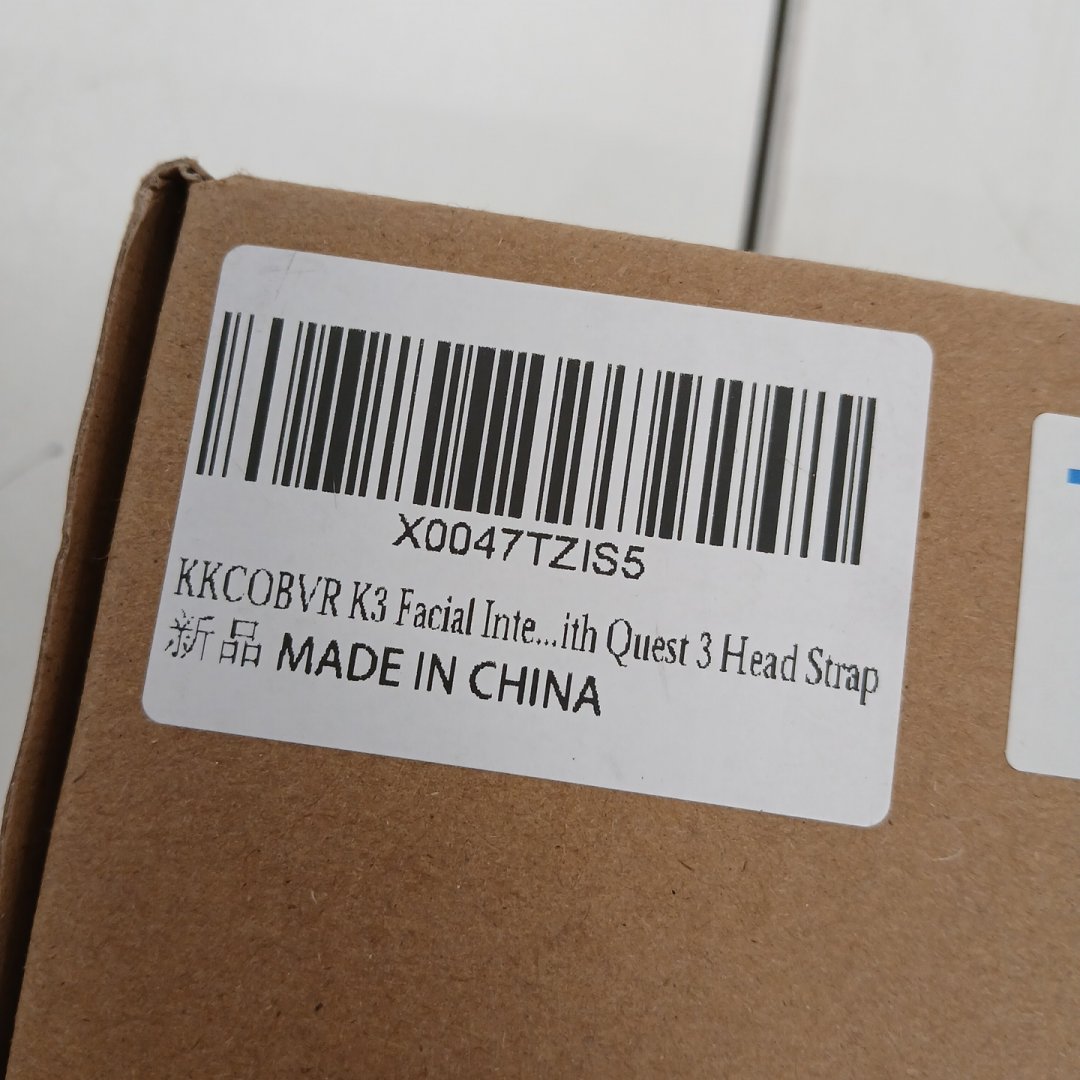 X0047TZIS5
KKCOBVR K3 Facial Inte...ith Quest 3 Head Strap
新品 MADE IN CHINA